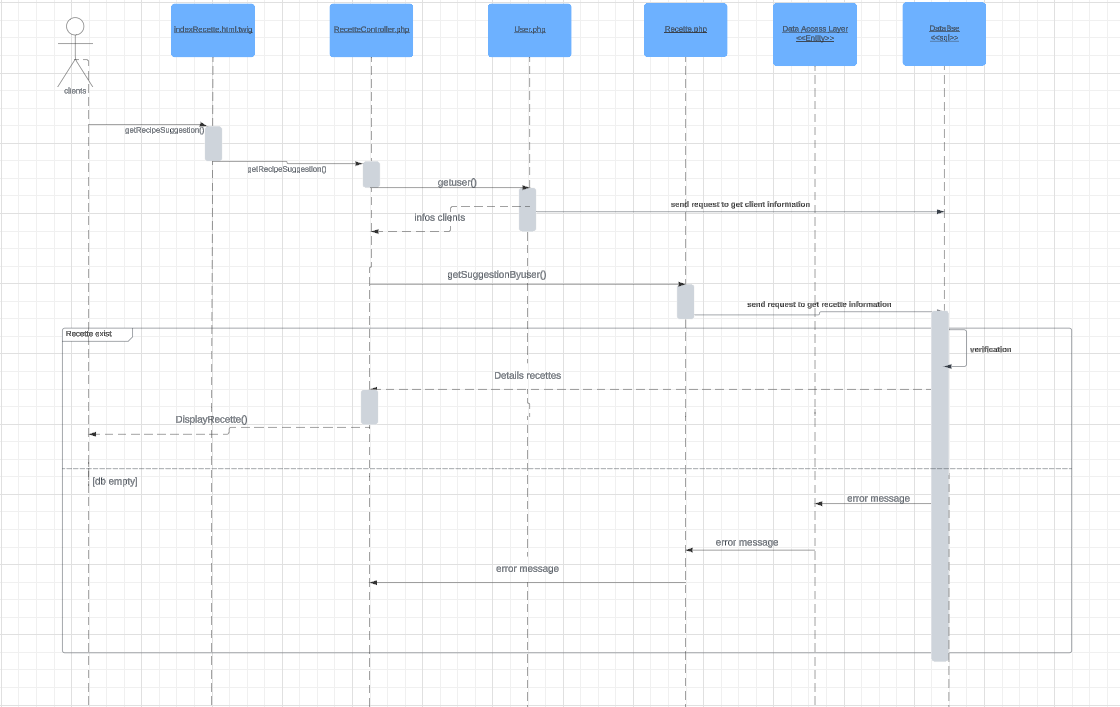 IndexRecette.html.twig
RecetteController.php
User.php
Recette.php
Data Access Layer
<<Entity>>
DataBse
<<sql>>
clients
getRecipeSuggestion()
getRecipeSuggestion()
getuser()
send request to get client information
infos clients
getSuggestionByuser()
send request to get recette information
Recette exist
verification
Details recettes
DisplayRecette()
[db empty]
error message
error message
error message